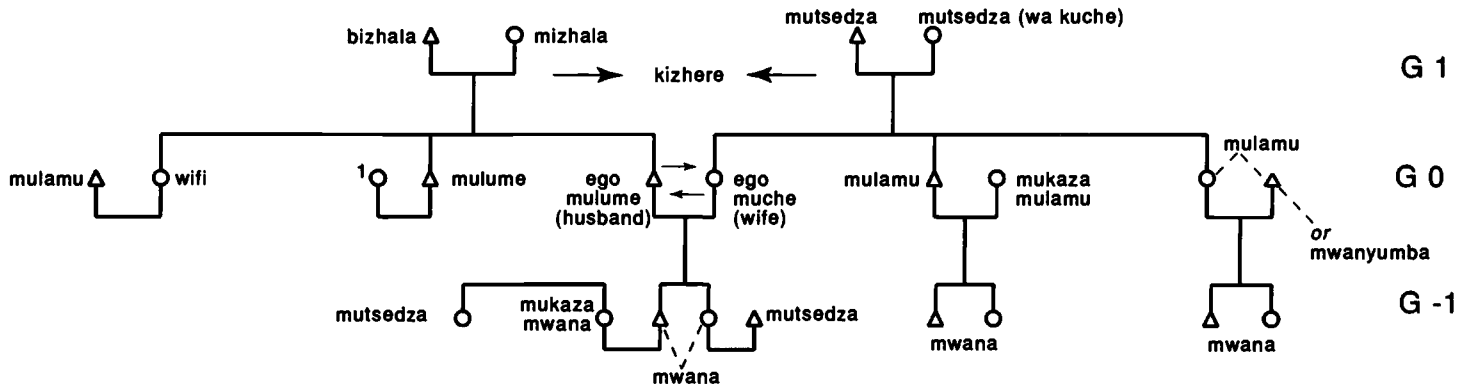 mutsedza
mutsedza (wa kuche)
bizhala
mizhala
kizhere
G 1
mulamu
mulamu
wifi
1
mulume
ego
mulume
(husband)
ego
muche
(wife)
mulamu
mukaza
mulamu
G 0
or
mwanyumba
mutsedza
mukaza
mwana
mutsedza
G -1
mwana
mwana
mwana